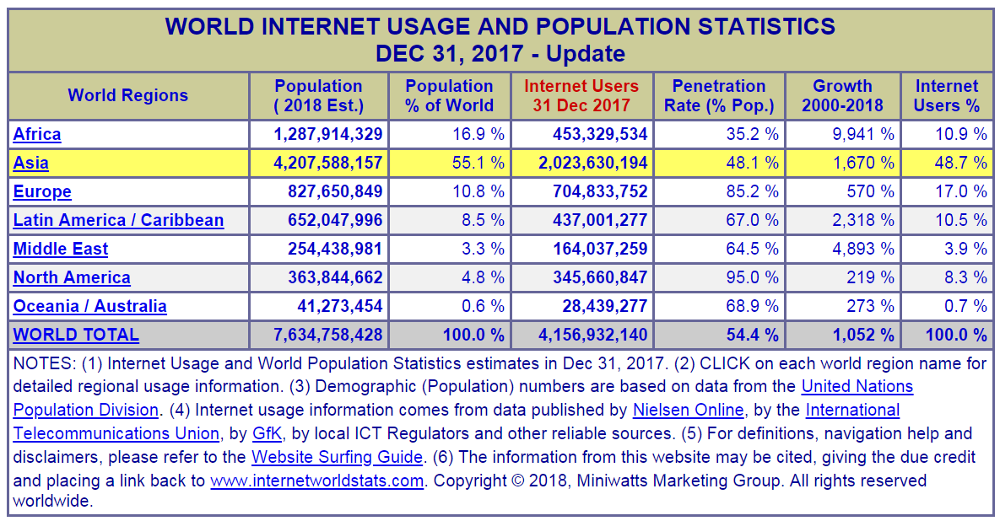 WORLD INTERNET USAGE AND POPULATION STATISTICS
DEC 31, 2017 - Update
World Regions Population ( 2018 Est.) Population % of World Internet Users 31 Dec 2017 Penetration Rate (% Pop.) Growth 2000-2018 Internet Users %
Africa 1,287,914,329 16.9 % 453,329,534 35.2 % 9,941 % 10.9 %
Asia 4,207,588,157 55.1 % 2,023,630,194 48.1 % 1,670 % 48.7 %
Europe 827,650,849 10.8 % 704,833,752 85.2 % 570 % 17.0 %
Latin America / Caribbean 652,047,996 8.5 % 437,001,277 67.0 % 2,318 % 10.5 %
Middle East 254,438,981 3.3 % 164,037,259 64.5 % 4,893 % 3.9 %
North America 363,844,662 4.8 % 345,660,847 95.0 % 219 % 8.3 %
Oceania / Australia 41,273,454 0.6 % 28,439,277 68.9 % 273 % 0.7 %
WORLD TOTAL 7,634,758,428 100.0 % 4,156,932,140 54.4 % 1,052 % 100.0 %
NOTES: (1) Internet Usage and World Population Statistics estimates in Dec 31, 2017. (2) CLICK on each world region name for
detailed regional usage information. (3) Demographic (Population) numbers are based on data from the United Nations
Population Division. (4) Internet usage information comes from data published by Nielsen Online, by the International
Telecommunications Union, by GfK, by local ICT Regulators and other reliable sources. (5) For definitions, navigation help and
disclaimers, please refer to the Website Surfing Guide. (6) The information from this website may be cited, giving the due credit
and placing a link back to www.internetworldstats.com. Copyright © 2018, Miniwatts Marketing Group. All rights reserved
worldwide.